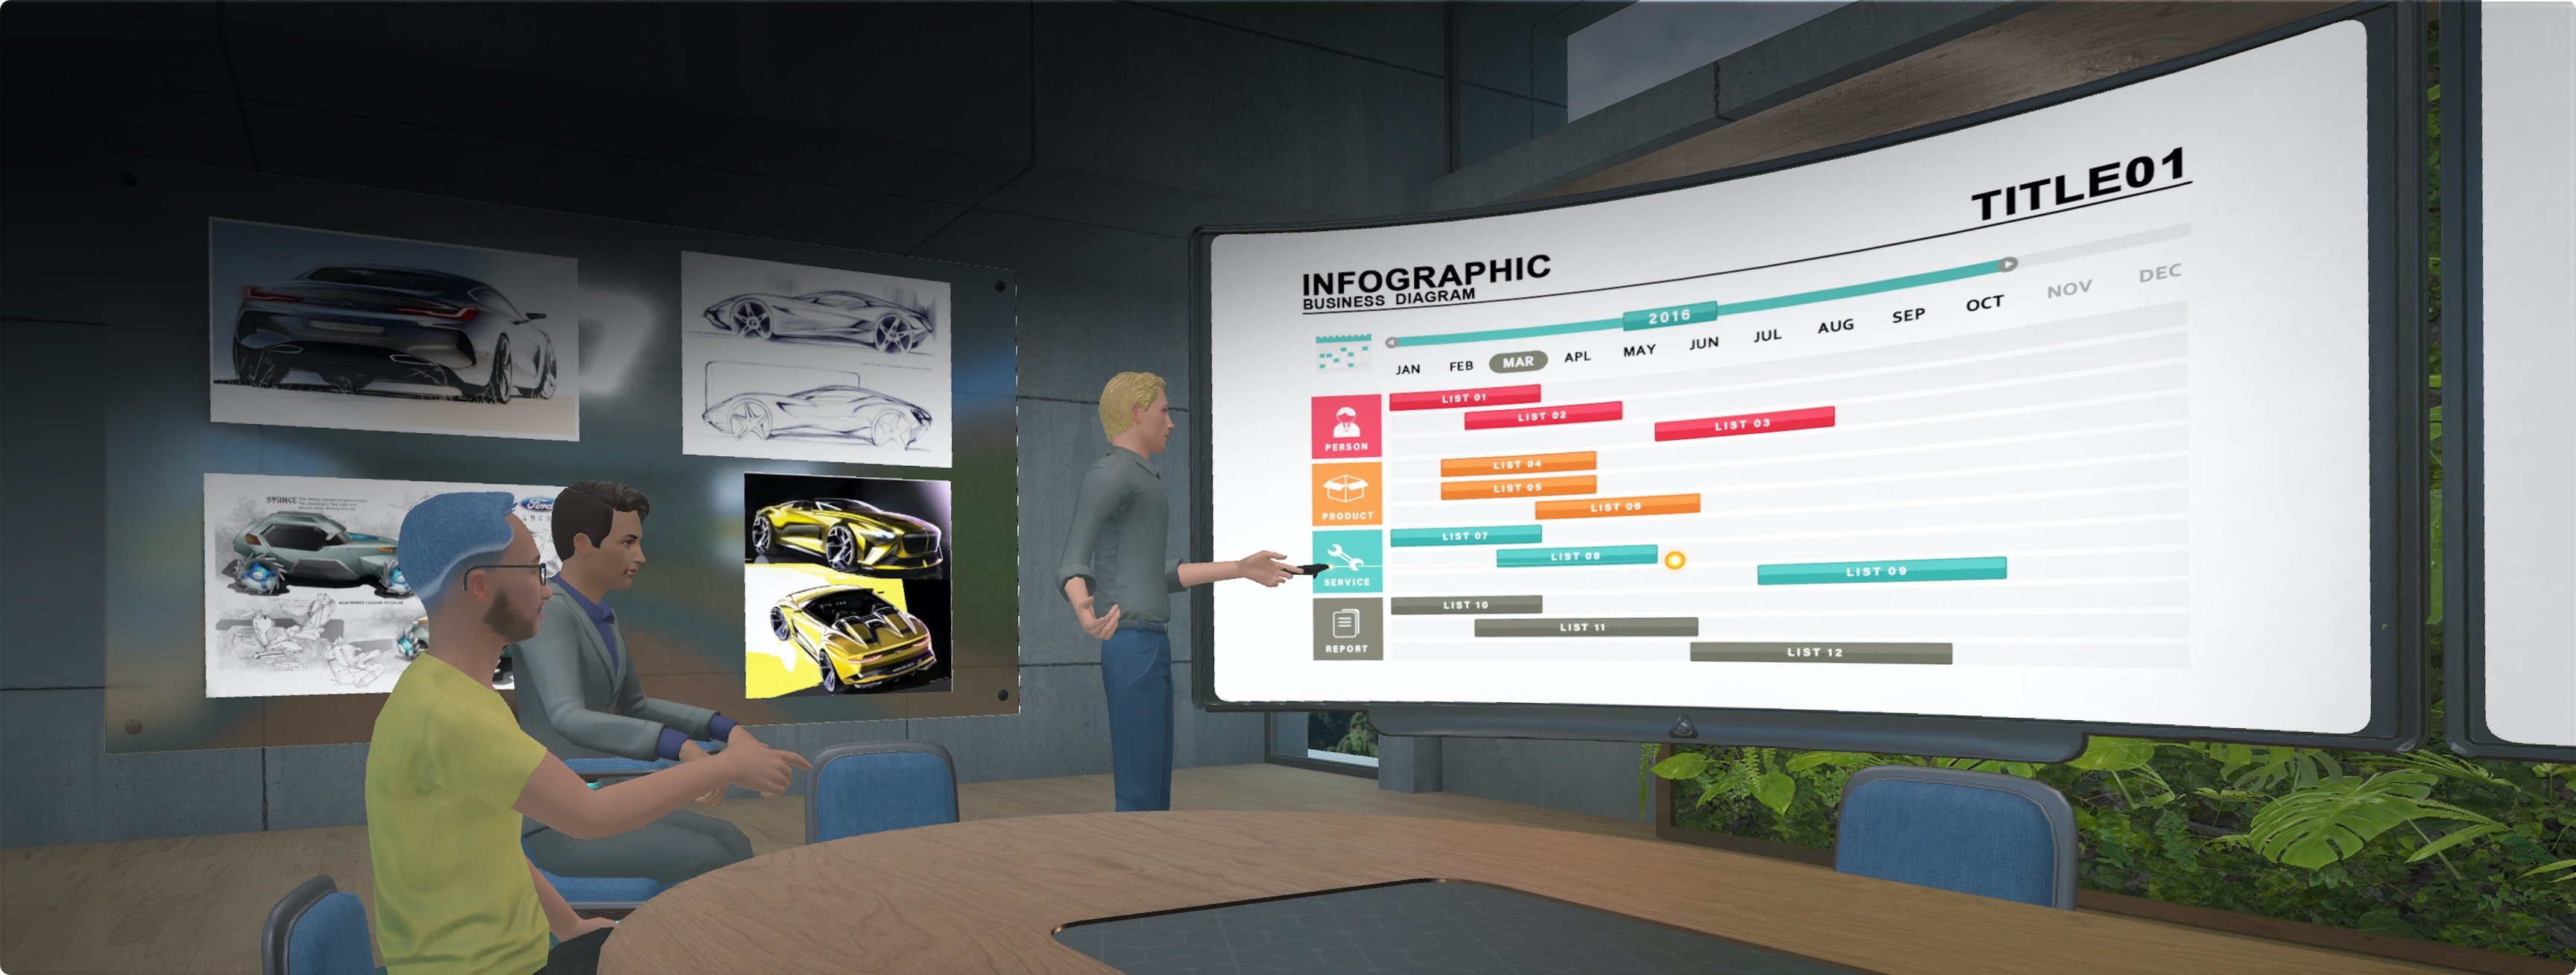 TITLE01
INFOGRAPHIC
BUSINESS DIAGRAM
2016
JAN FEB MAR APL MAY JUN JUL AUG SEP OCT NOV DEC
PERSON
LIST 01
LIST 02
LIST 03
PRODUCT
LIST 04
LIST 05
LIST 06
SERVICE
LIST 07
LIST 08
LIST 09
REPORT
LIST 10
LIST 11
LIST 12
STANCE
Ford